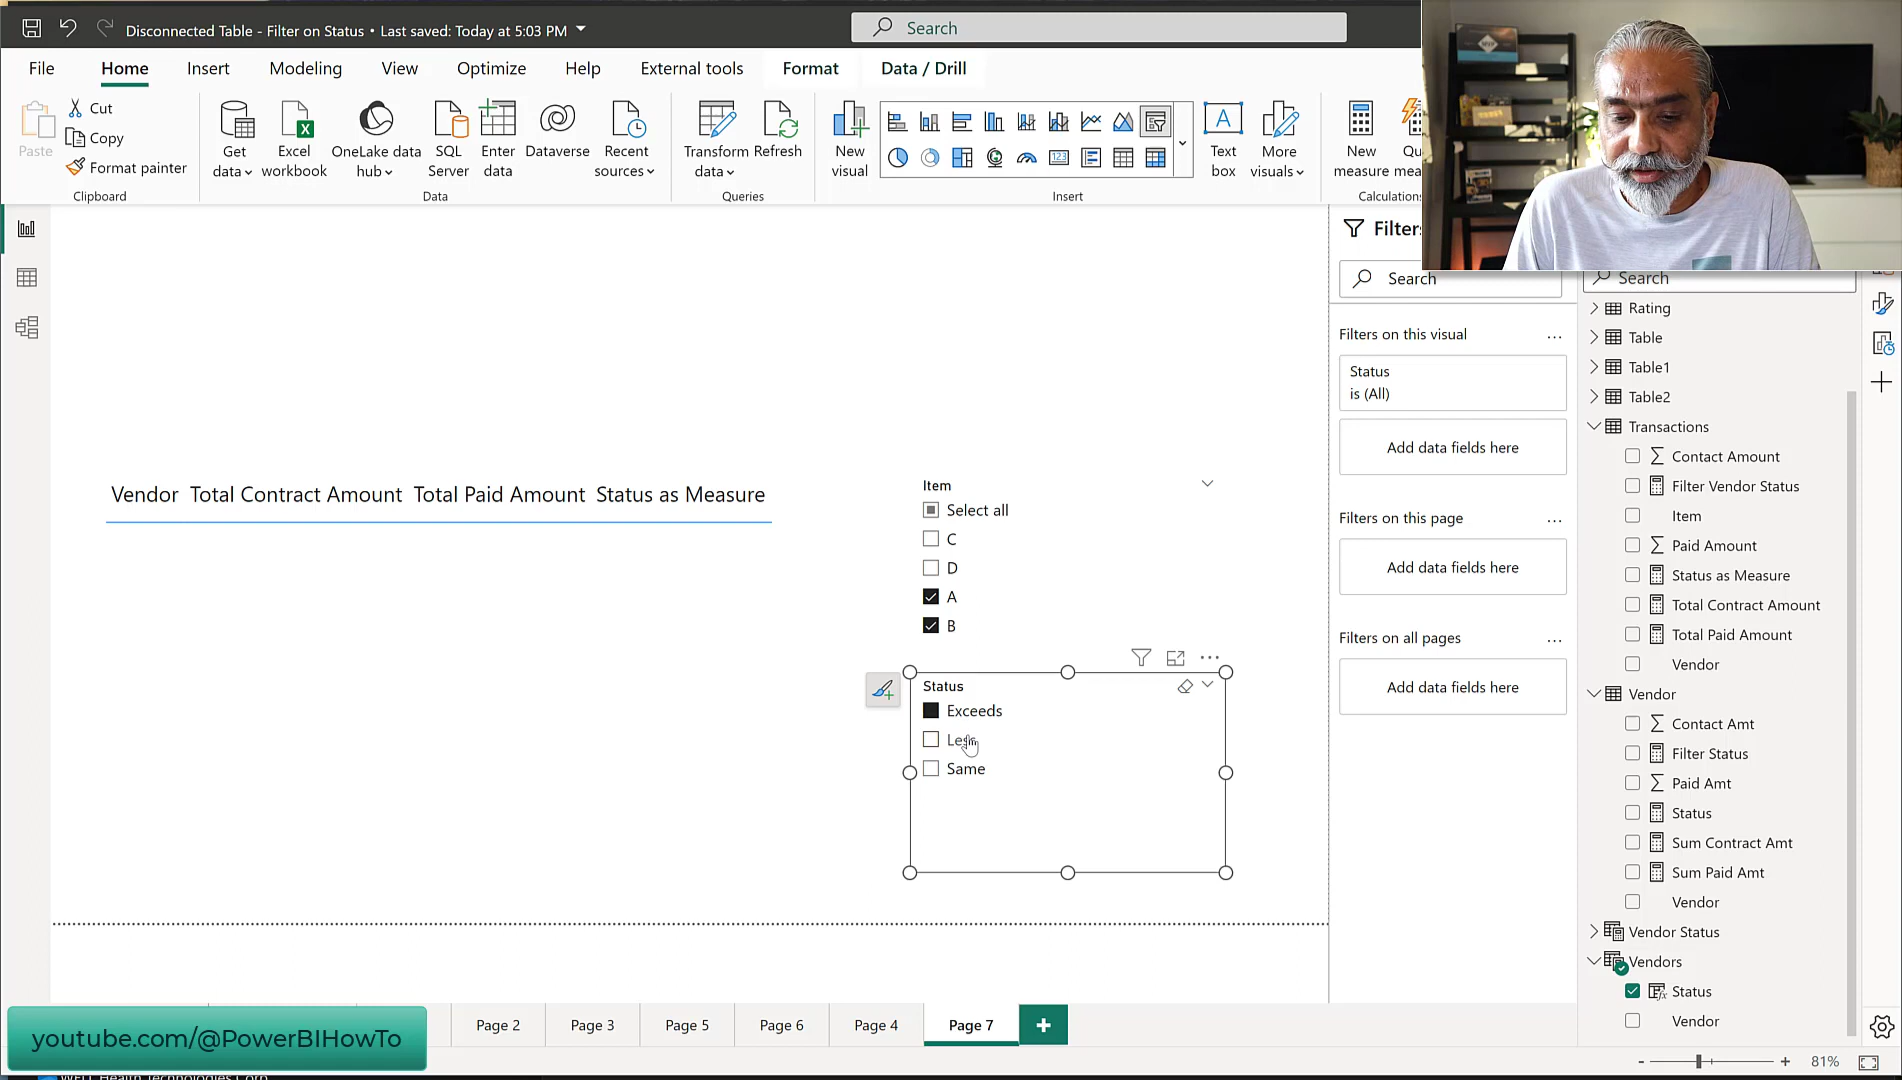 Disconnected Table - Filter on Status • Last saved: Today at 5:03 PM
Search
File Home Insert Modeling View Optimize Help External tools Format Data / Drill
Paste
Cut
Copy
Format painter
Clipboard
Get data
Excel workbook
OneLake data hub
SQL Server
Enter data
Dataverse
Recent sources
Data
Transform data
Refresh
Queries
New visual
Text box
More visuals
Insert
New measure
Calculations
Vendor Total Contract Amount Total Paid Amount Status as Measure
Item
Select all
C
D
A
B
Status
Exceeds
Less
Same
Filters
Search
Filters on this visual
Status
is (All)
Add data fields here
Filters on this page
Add data fields here
Filters on all pages
Add data fields here
Search
Rating
Table
Table1
Table2
Transactions
Contact Amount
Filter Vendor Status
Item
Paid Amount
Status as Measure
Total Contract Amount
Total Paid Amount
Vendor
Vendor
Contact Amt
Filter Status
Paid Amt
Status
Sum Contract Amt
Sum Paid Amt
Vendor
Vendor Status
Vendors
Status
Vendor
youtube.com/@PowerBIHowTo
Page 2 Page 3 Page 5 Page 6 Page 4 Page 7
81%